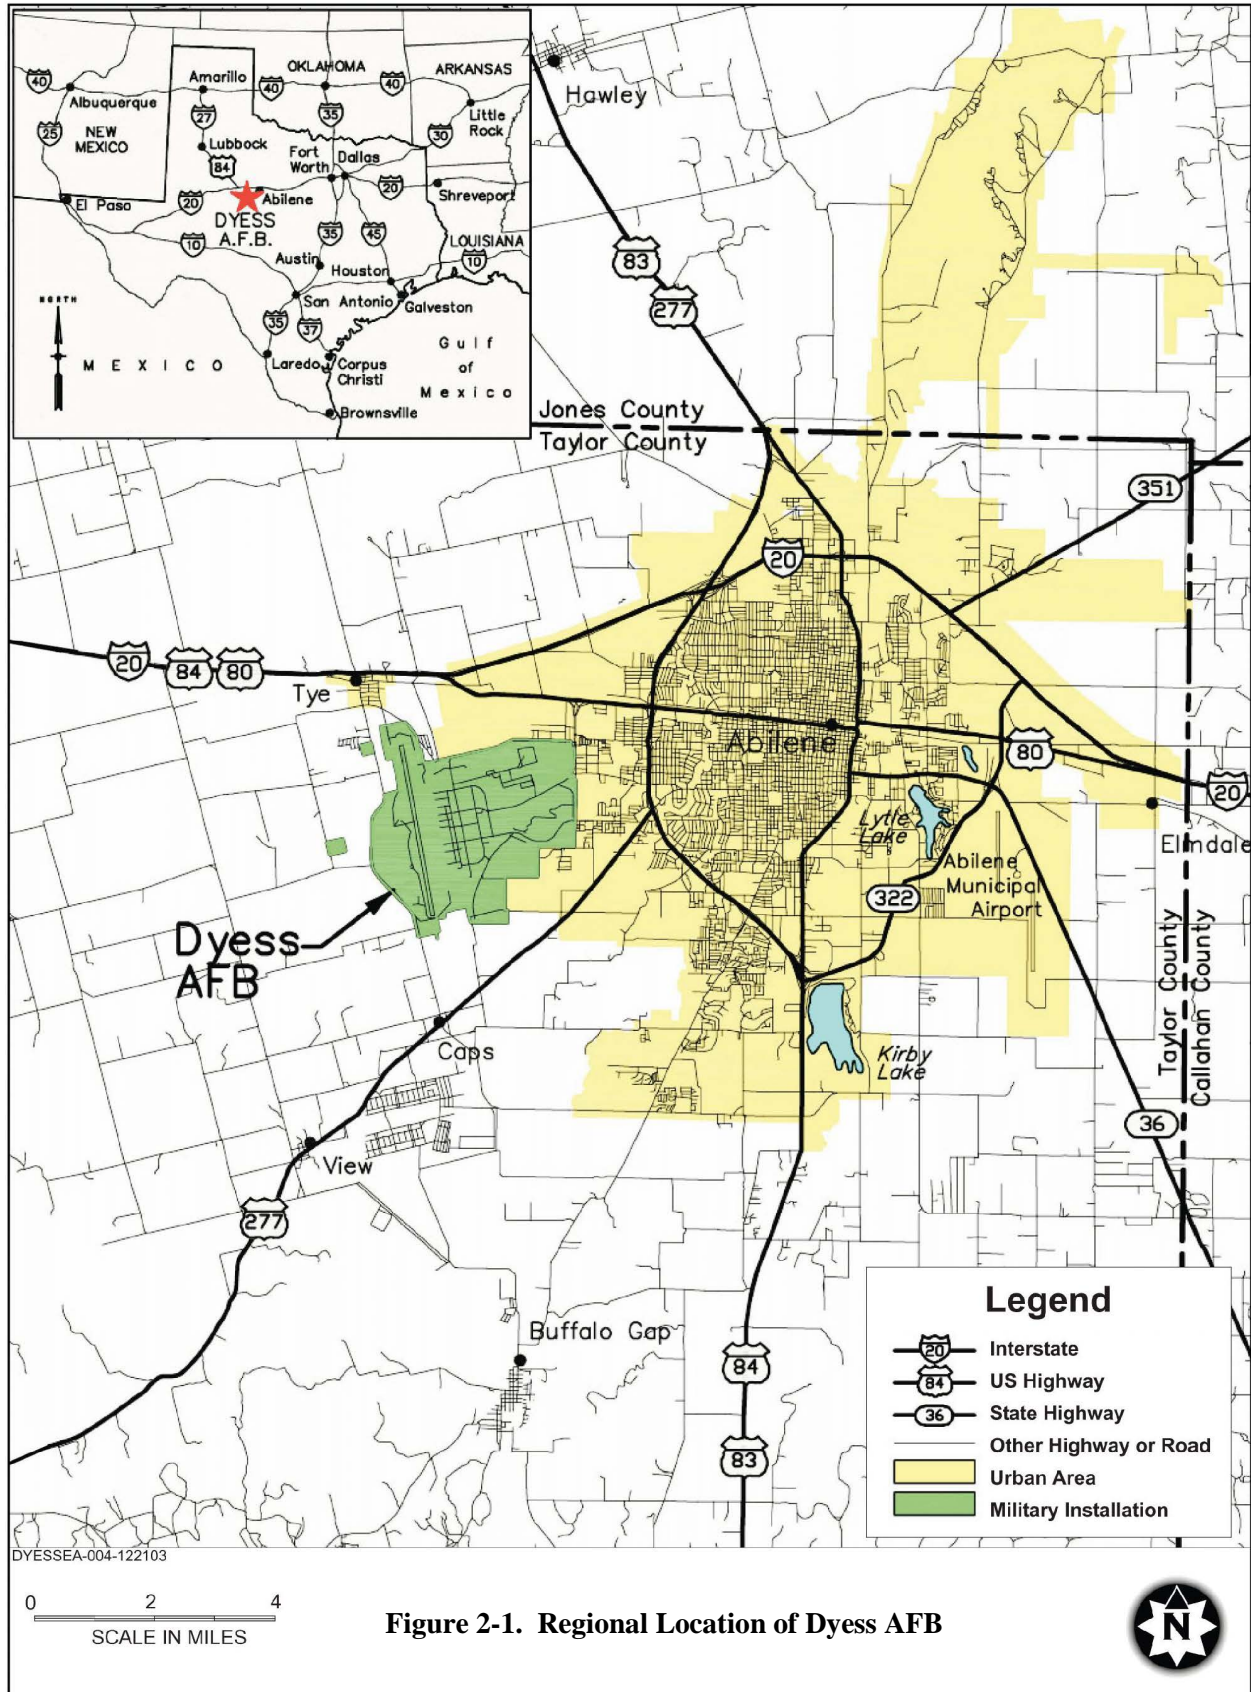 40
Albuquerque
25
NEW
MEXICO
Amarillo
27
Lubbock
84
40
OKLAHOMA
35
40
ARKANSAS
Little
Rock
30
Fort
Worth
Dallas
20
Shreveport
El Paso
20
Abilene
DYESS
A.F.B.
10
35
45
LOUISIANA
10
Austin
Houston
San Antonio
Galveston
35
37
NORTH
MEXICO
Laredo
Corpus
Christi
Gulf
of
Mexico
Brownsville
Hawley
83
277
Jones County
Taylor County
351
20
20
84
80
Tye
Abilene
80
20
Lytle
Lake
Elmdale
Abilene
Municipal
Airport
322
Dyess
AFB
Taylor County
Callahan County
Caps
Kirby
Lake
36
View
277
Buffalo Gap
84
83
Legend
20 Interstate
84 US Highway
36 State Highway
Other Highway or Road
Urban Area
Military Installation
DYESSEA-004-122103
0 2 4
SCALE IN MILES
Figure 2-1. Regional Location of Dyess AFB
N